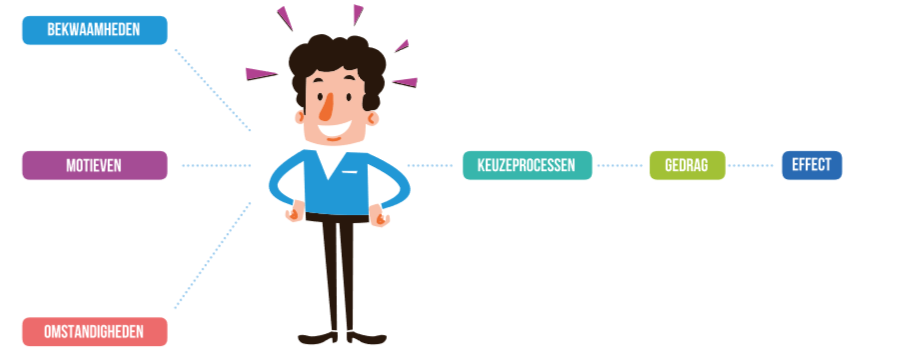 BEKWAAMHEDEN
MOTIEVEN
KEUZEPROCESSEN
GEDRAG
EFFECT
OMSTANDIGHEDEN